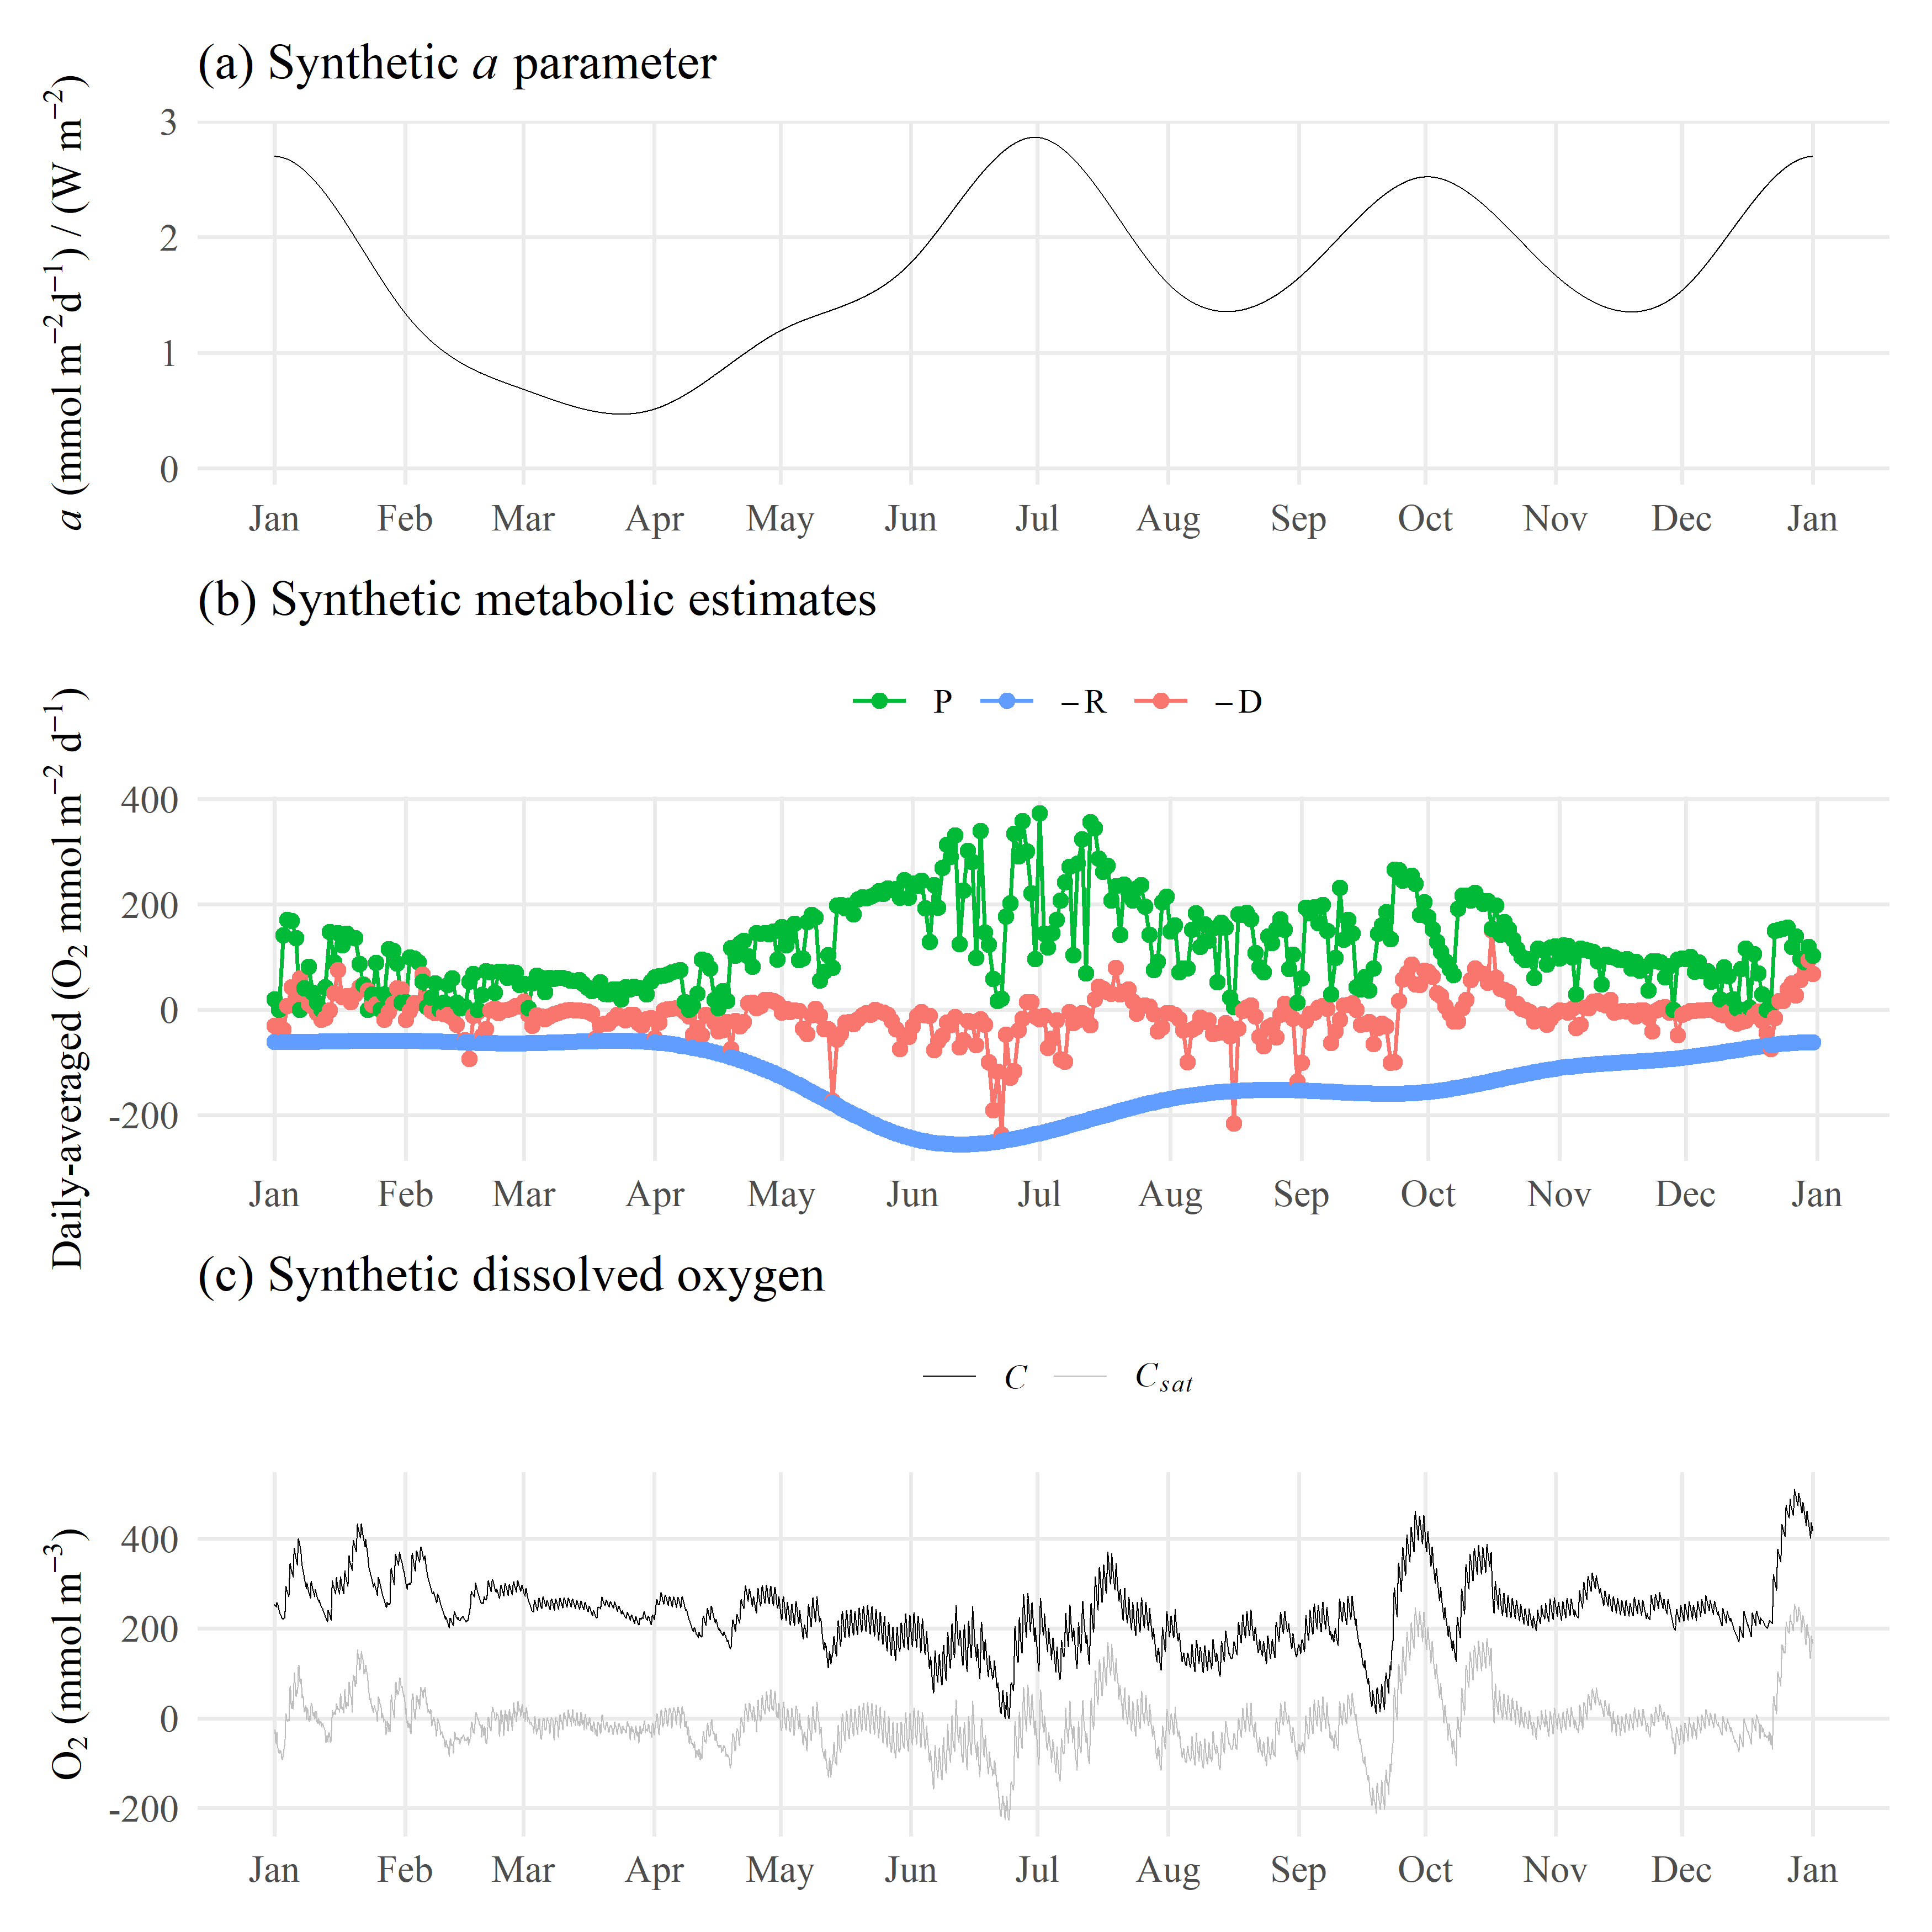 (a) Synthetic a parameter
a (mmol m⁻²d⁻¹) / (W m⁻²)
3
2
1
0
Jan Feb Mar Apr May Jun Jul Aug Sep Oct Nov Dec Jan
(b) Synthetic metabolic estimates
P −R −D
Daily-averaged (O₂ mmol m⁻² d⁻¹)
400
200
0
-200
Jan Feb Mar Apr May Jun Jul Aug Sep Oct Nov Dec Jan
(c) Synthetic dissolved oxygen
C C_sat
O₂ (mmol m⁻³)
400
200
0
-200
Jan Feb Mar Apr May Jun Jul Aug Sep Oct Nov Dec Jan